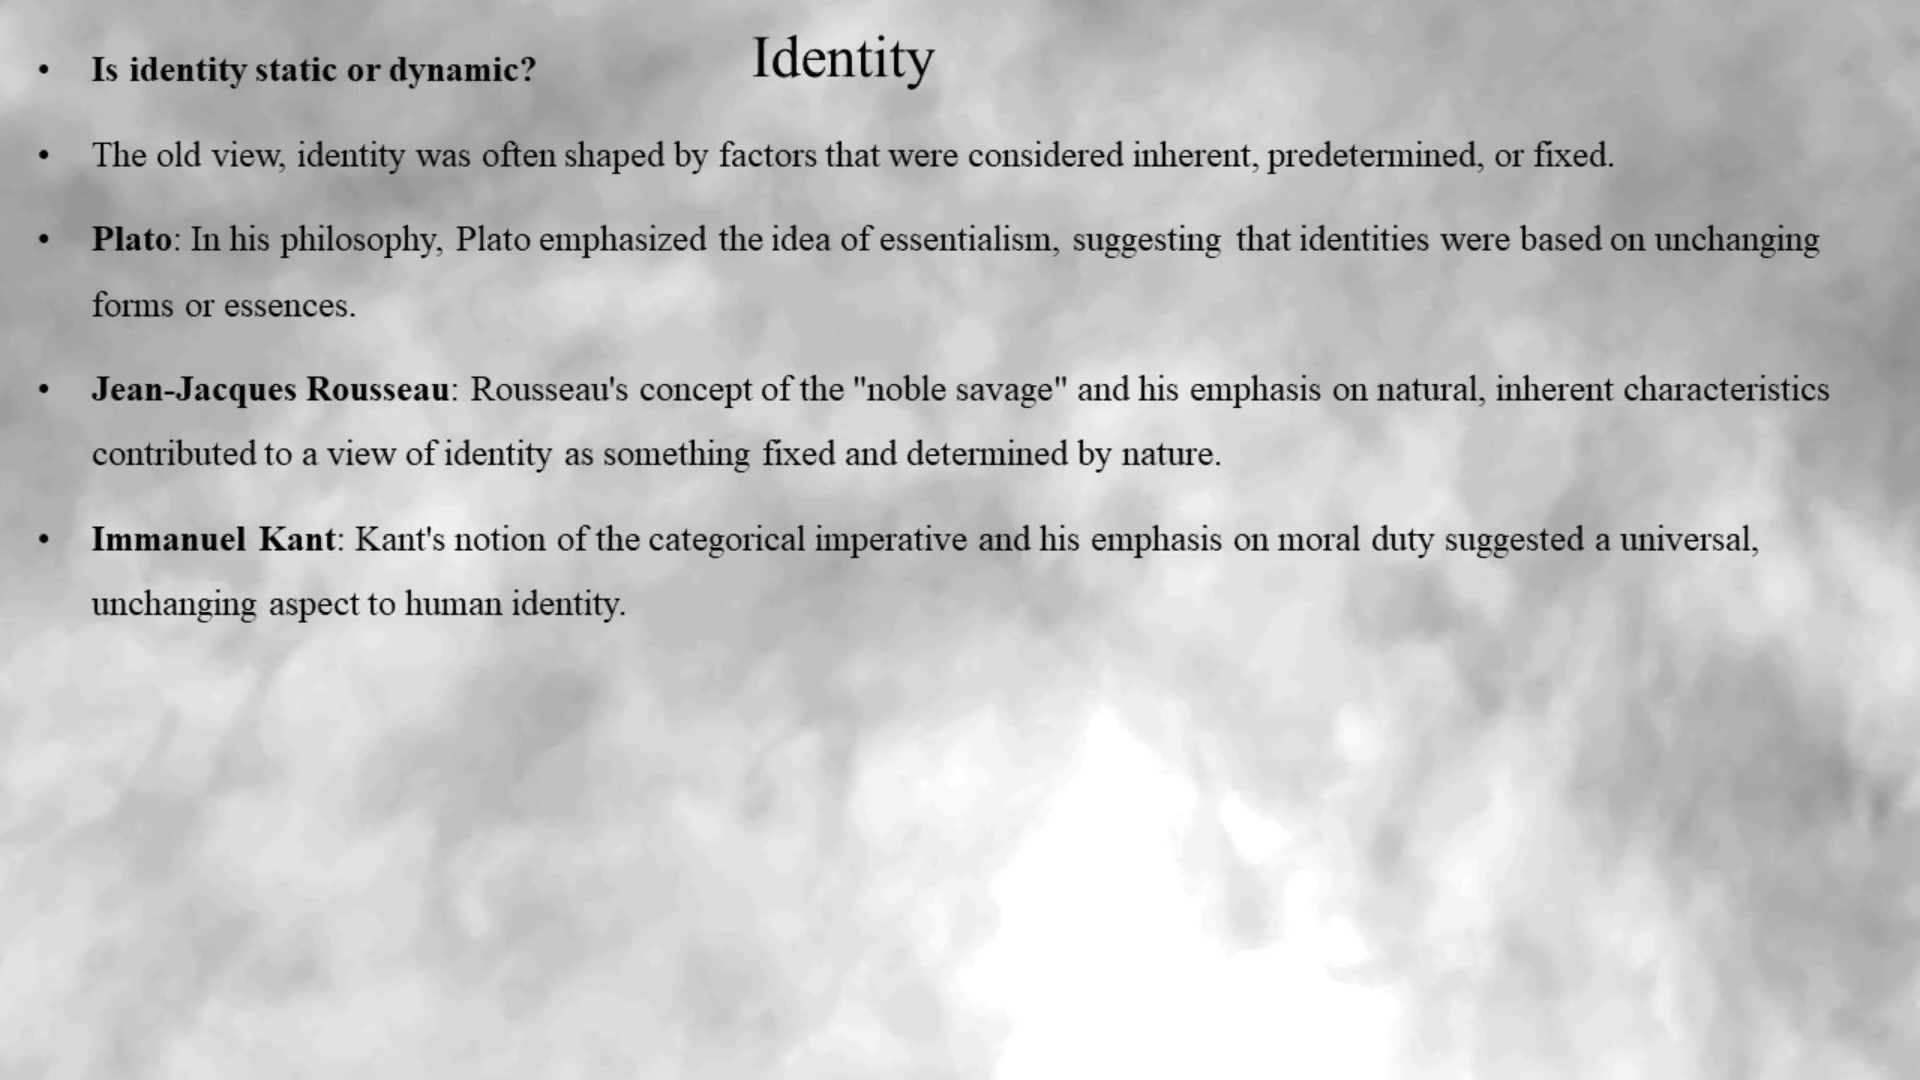 Identity
• Is identity static or dynamic?
• The old view, identity was often shaped by factors that were considered inherent, predetermined, or fixed.
• Plato: In his philosophy, Plato emphasized the idea of essentialism, suggesting that identities were based on unchanging
forms or essences.
• Jean-Jacques Rousseau: Rousseau's concept of the "noble savage" and his emphasis on natural, inherent characteristics
contributed to a view of identity as something fixed and determined by nature.
• Immanuel Kant: Kant's notion of the categorical imperative and his emphasis on moral duty suggested a universal,
unchanging aspect to human identity.